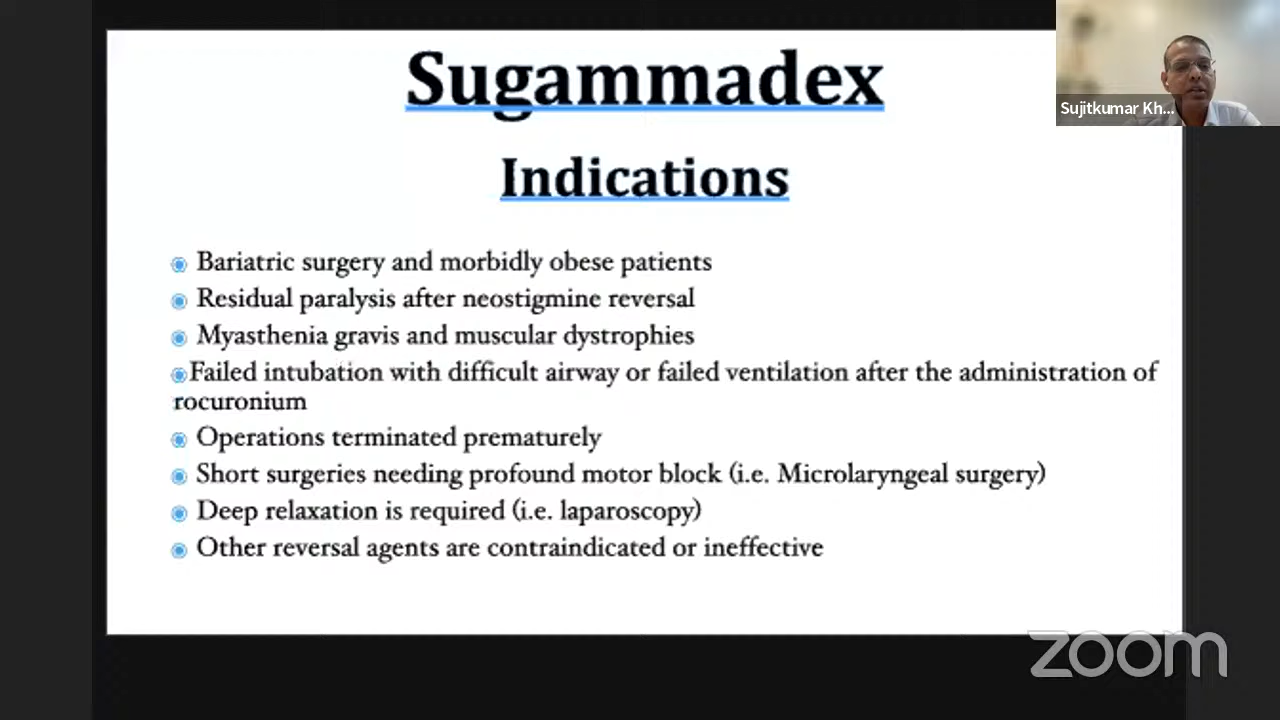 Sugammadex
Indications
Bariatric surgery and morbidly obese patients
Residual paralysis after neostigmine reversal
Myasthenia gravis and muscular dystrophies
Failed intubation with difficult airway or failed ventilation after the administration of
rocuronium
Operations terminated prematurely
Short surgeries needing profound motor block (i.e. Microlaryngeal surgery)
Deep relaxation is required (i.e. laparoscopy)
Other reversal agents are contraindicated or ineffective
Sujitkumar Kh...
zoom